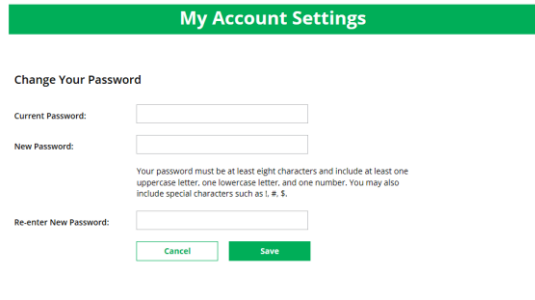 My Account Settings
Change Your Password
Current Password:
New Password:
Your password must be at least eight characters and include at least one
uppercase letter, one lowercase letter, and one number. You may also
include special characters such as !, #, $.
Re-enter New Password:
Cancel Save